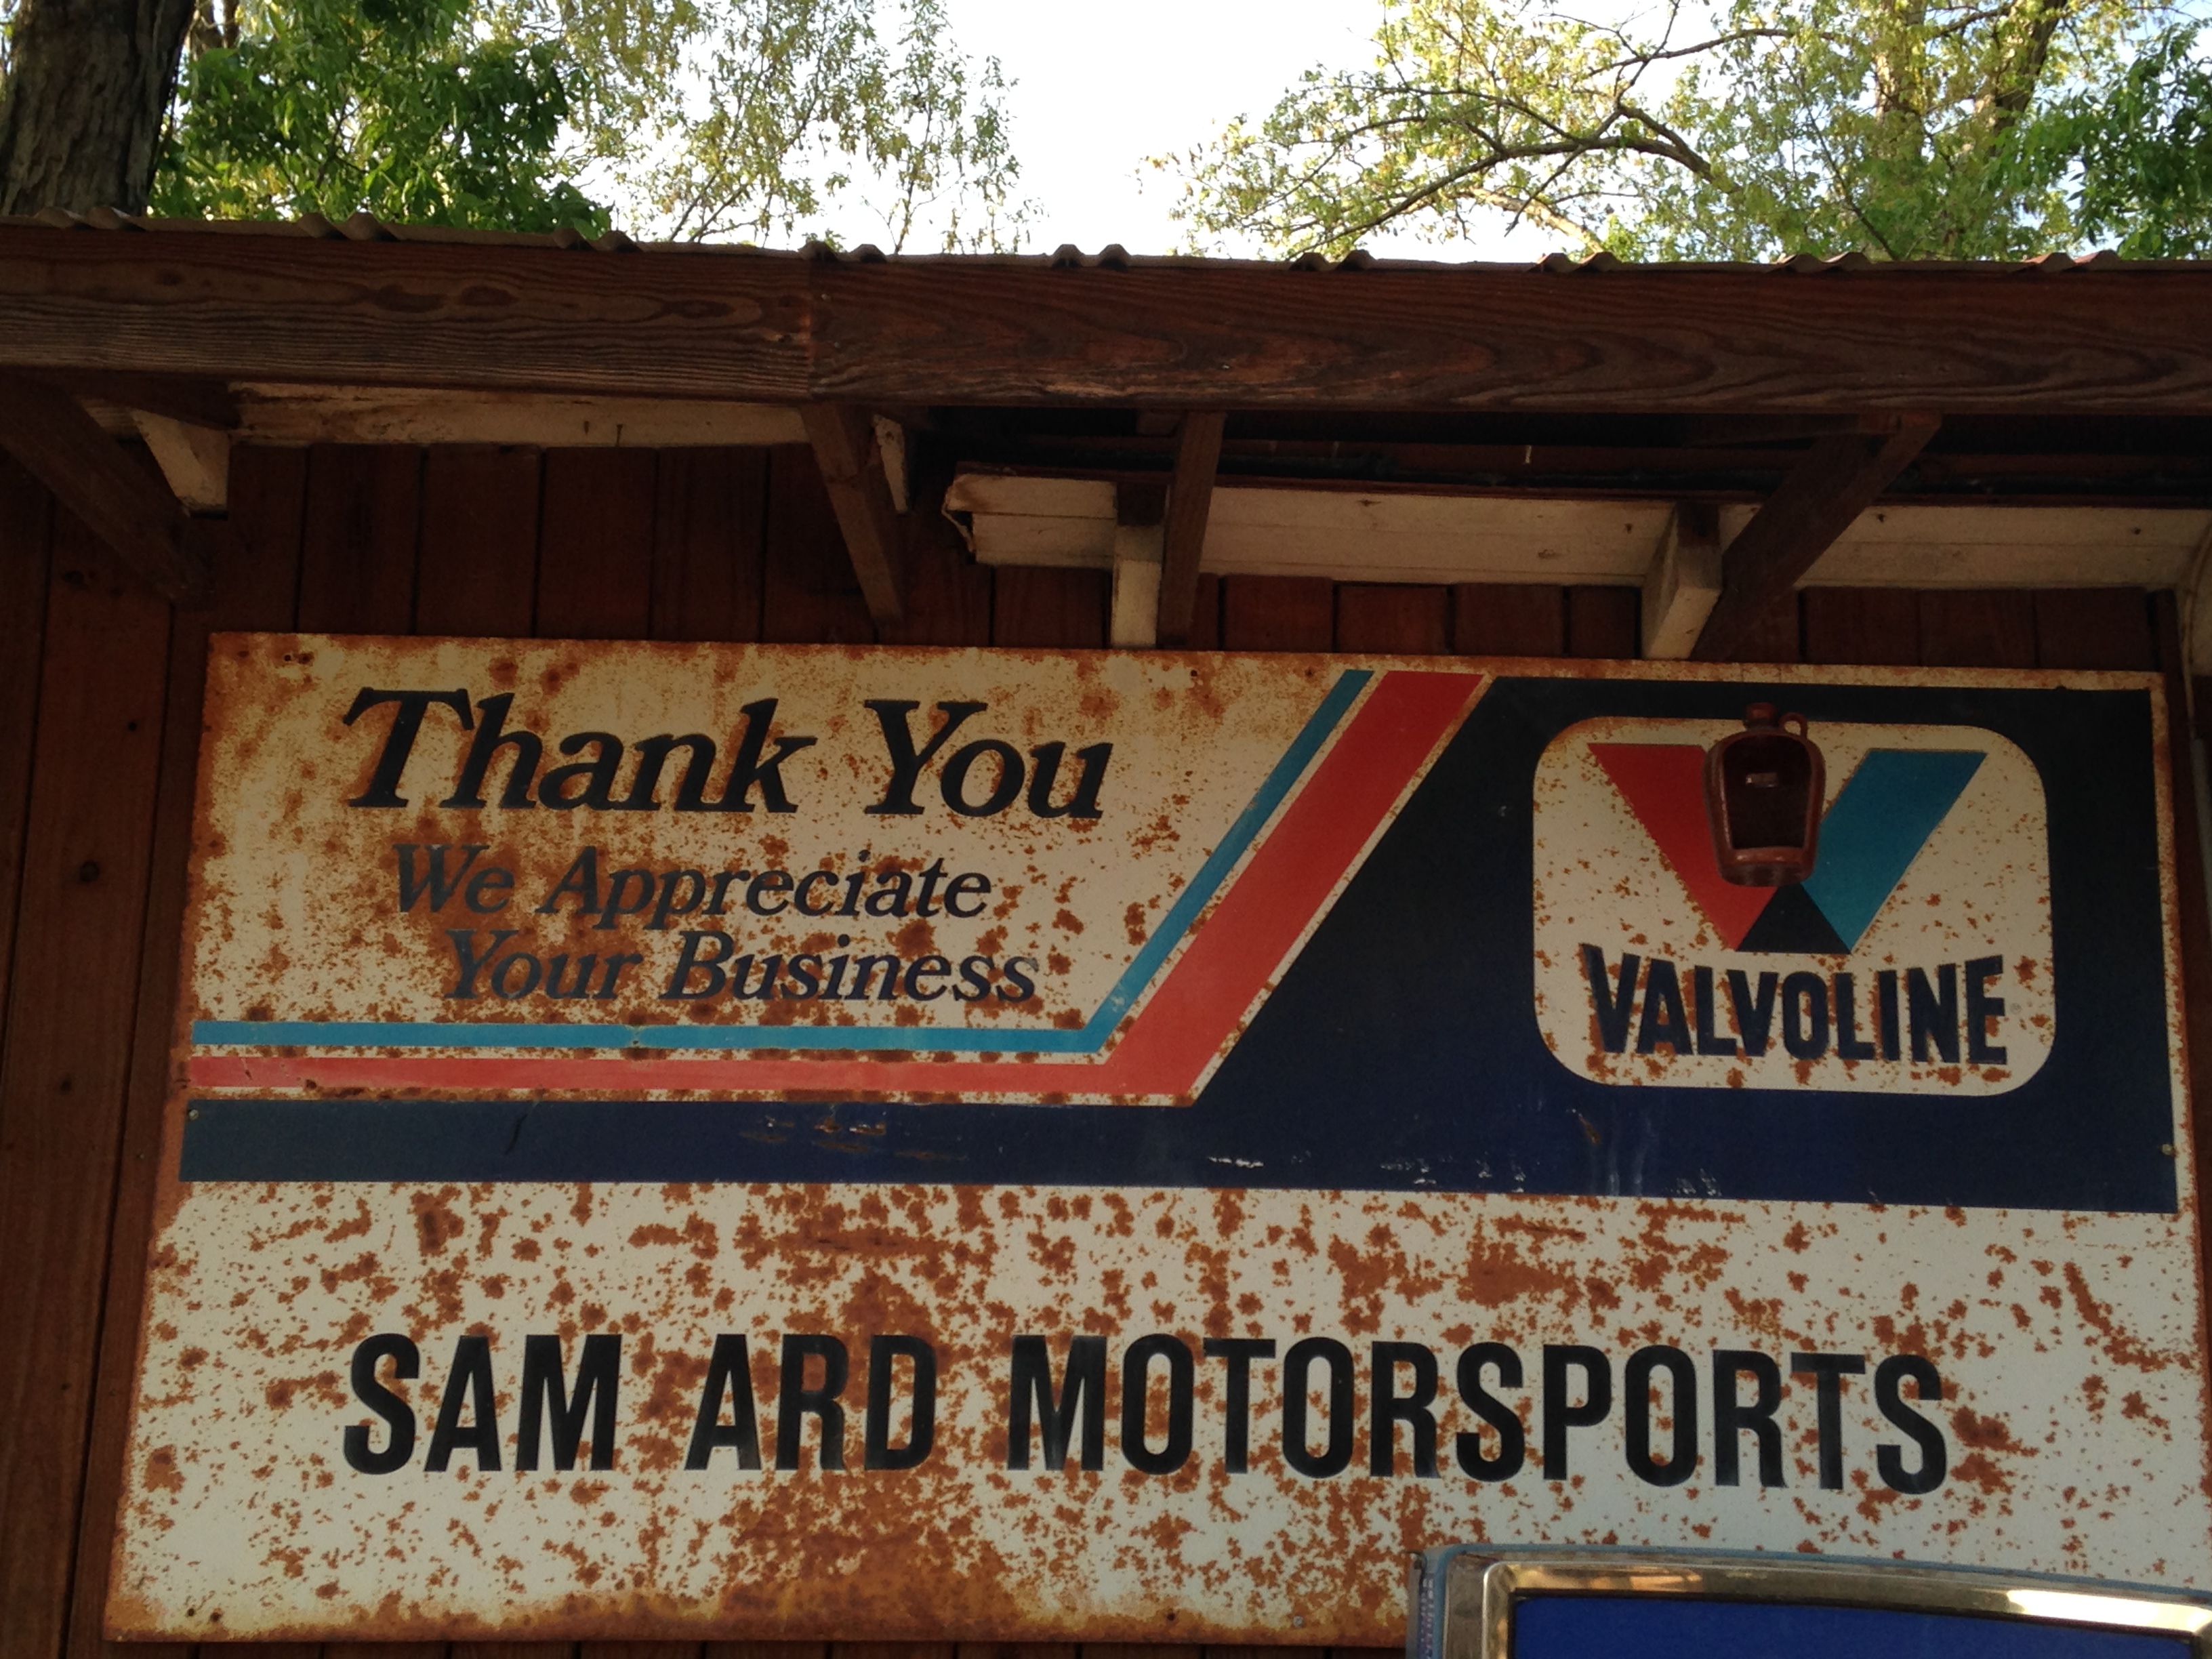 Thank You
We Appreciate
Your Business
VALVOLINE
SAM ARD MOTORSPORTS